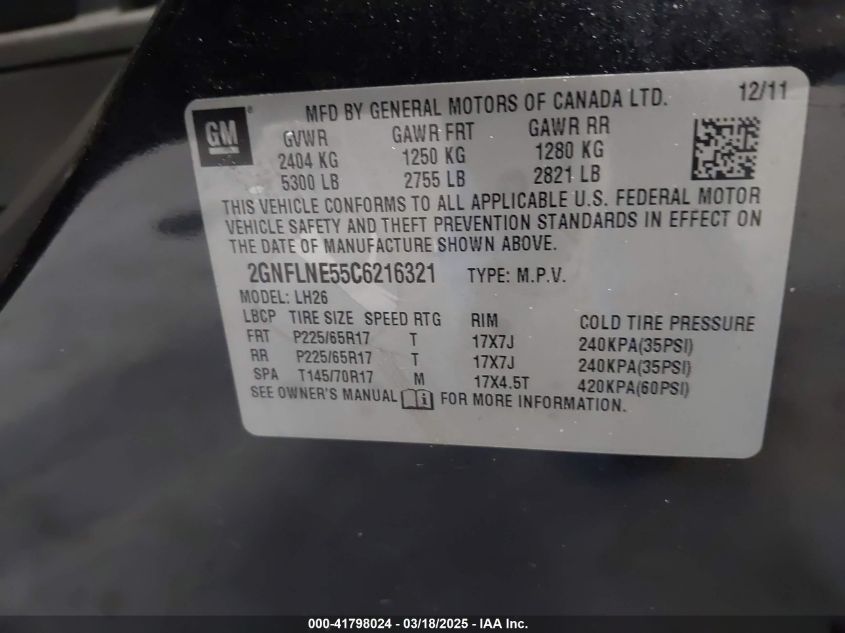 GM
MFD BY GENERAL MOTORS OF CANADA LTD. 12/11
GVWR GAWR FRT GAWR RR
2404 KG 1250 KG 1280 KG
5300 LB 2755 LB 2821 LB
THIS VEHICLE CONFORMS TO ALL APPLICABLE U.S. FEDERAL MOTOR
VEHICLE SAFETY AND THEFT PREVENTION STANDARDS IN EFFECT ON
THE DATE OF MANUFACTURE SHOWN ABOVE.
2GNFLNE55C6216321 TYPE: M.P.V.
MODEL: LH26
LBCP TIRE SIZE SPEED RTG RIM COLD TIRE PRESSURE
FRT P225/65R17 T 17X7J 240KPA(35PSI)
RR P225/65R17 T 17X7J 240KPA(35PSI)
SPA T145/70R17 M 17X4.5T 420KPA(60PSI)
SEE OWNER'S MANUAL FOR MORE INFORMATION.
000-41798024 - 03/18/2025 - IAA Inc.